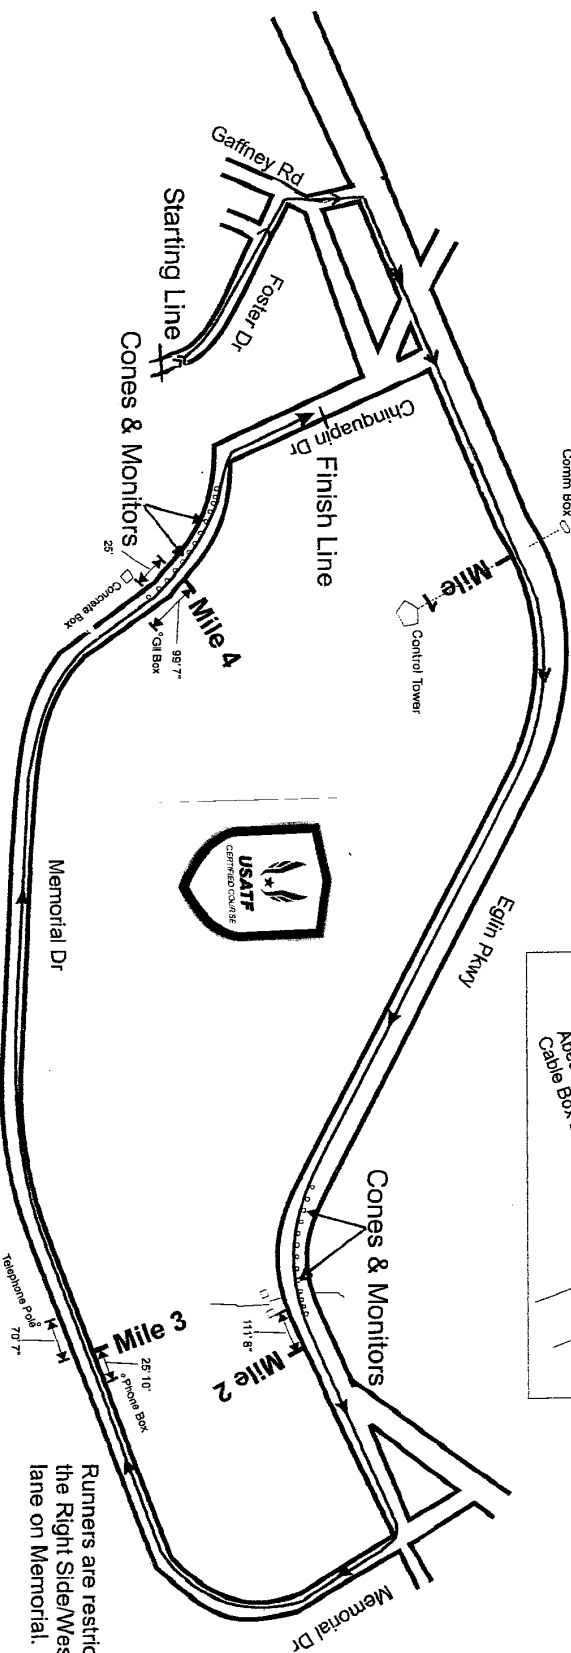 Gaffney Rd
Starting Line
Foster Dr
Cones & Monitors
Chinquapin Dr
Finish Line
25'
Concrete Box
Mile 4
99' 7"
Gil Box
Comm Box
Mile 1
Control Tower
USATF
CERTIFIED COURSE
Memorial Dr
Eglin Pkwy
Cable Box
Cones & Monitors
111' 8"
Mile 2
Mile 3
25' 10'
Phone Box
Telephone Pole
70' 7"
Memorial Dr
Runners are restric
the Right Side/Wes
lane on Memorial.